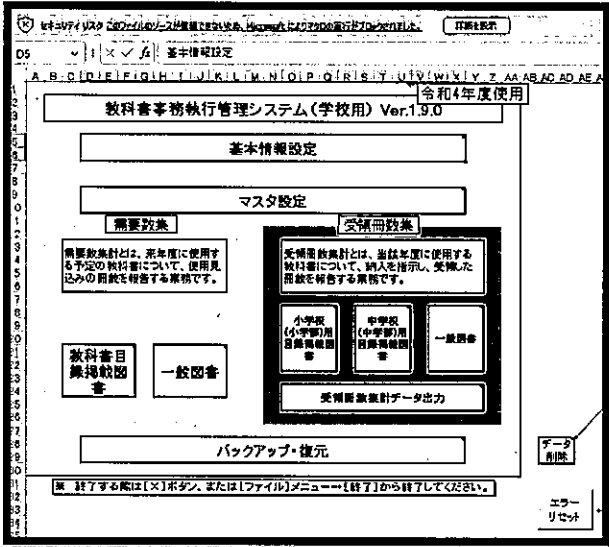 セキュリティ リスク このファイルのソースが信頼できないため、Microsoft によりマクロの実行がブロックされました。 詳細を表示
D5 fx 基本情報設定
A B C D E F G H I J K L M N O P Q R S T U V W X Y Z AA AB AC AD AE A
令和4年度使用
教科書事務執行管理システム(学校用) Ver.1.9.0
基本情報設定
マスタ設定
需要数集
受領冊数集
需要数集計とは、来年度に使用す
る予定の教科書について、使用見
込みの冊数を報告する業務です。
受領冊数集計とは、当該年度に使用する
教科書について、納入を指示し、受領した
冊数を報告する業務です。
教科書目
録掲載図
書
一般図書
小学校
(小学部)用
目録掲載図
書
中学校
(中学部)用
目録掲載図
書
一般図書
受領冊数集計データ出力
バックアップ・復元
データ
削除
※ 終了する際は[×]ボタン、または[ファイル]メニュー→[終了]から終了してください。
エラー
リセット